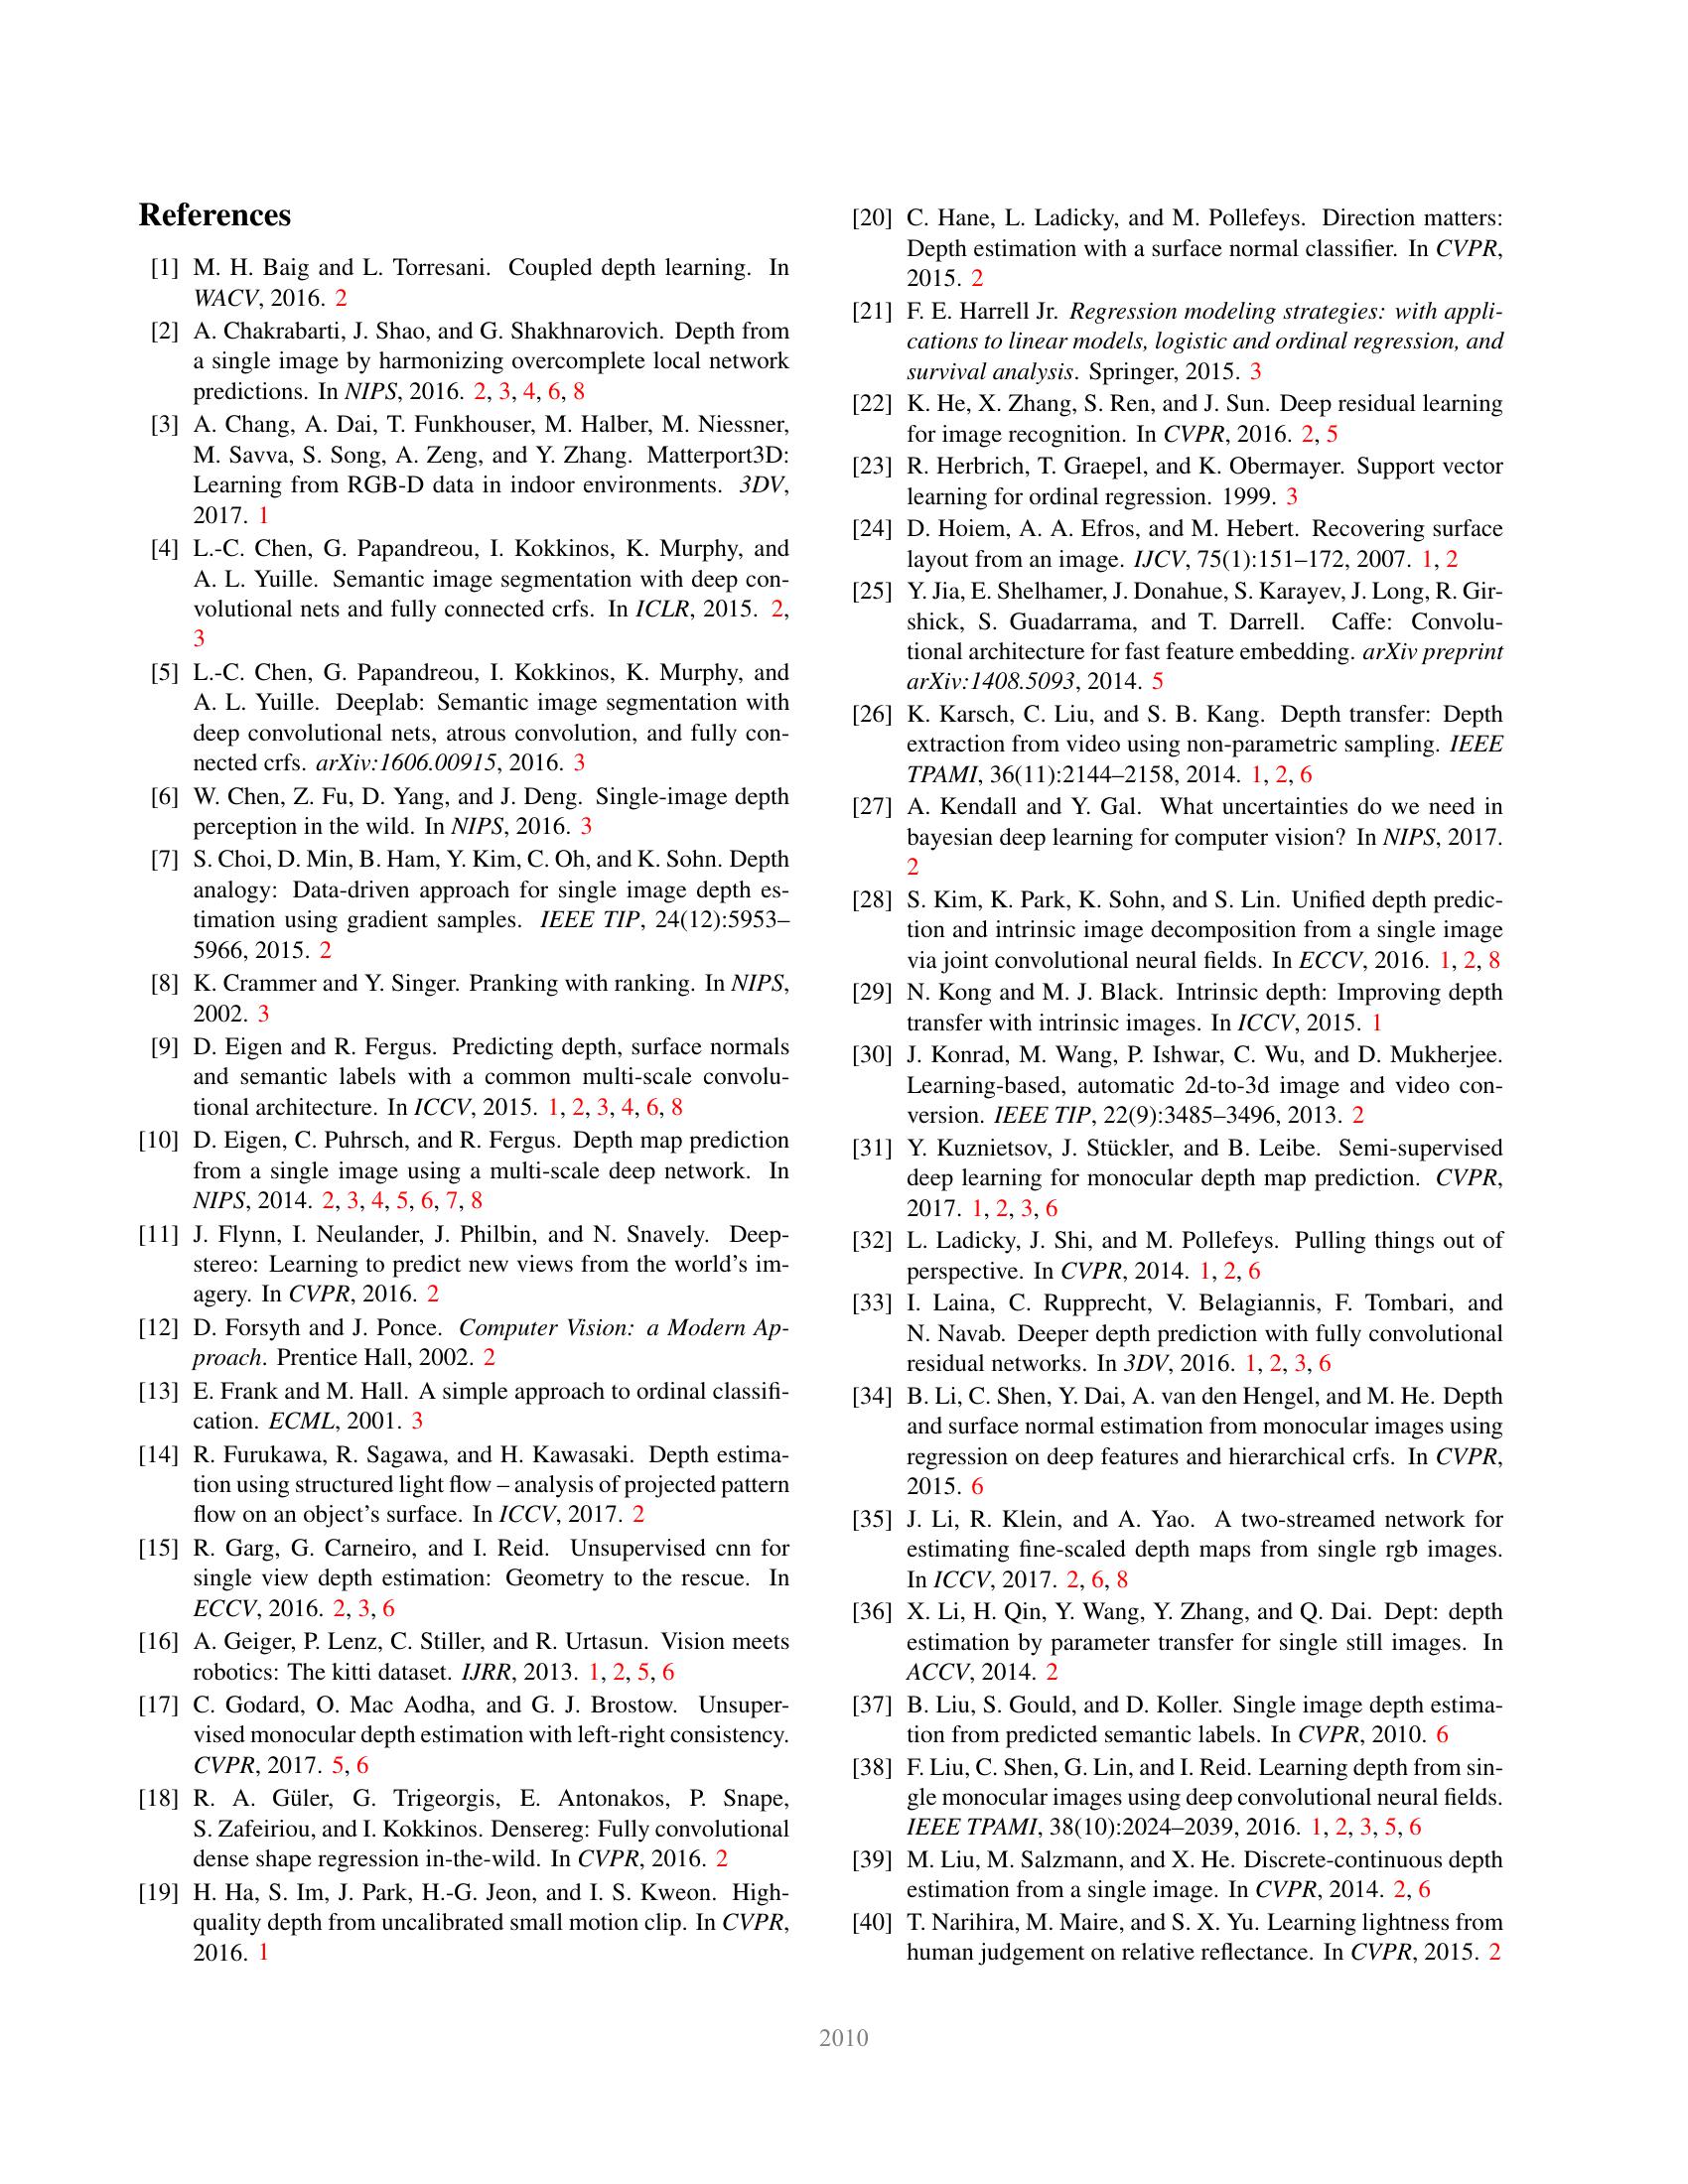 References
[1] M. H. Baig and L. Torresani. Coupled depth learning. In
WACV, 2016. 2
[2] A. Chakrabarti, J. Shao, and G. Shakhnarovich. Depth from
a single image by harmonizing overcomplete local network
predictions. In NIPS, 2016. 2, 3, 4, 6, 8
[3] A. Chang, A. Dai, T. Funkhouser, M. Halber, M. Niessner,
M. Savva, S. Song, A. Zeng, and Y. Zhang. Matterport3D:
Learning from RGB-D data in indoor environments. 3DV,
2017. 1
[4] L.-C. Chen, G. Papandreou, I. Kokkinos, K. Murphy, and
A. L. Yuille. Semantic image segmentation with deep con-
volutional nets and fully connected crfs. In ICLR, 2015. 2,
3
[5] L.-C. Chen, G. Papandreou, I. Kokkinos, K. Murphy, and
A. L. Yuille. Deeplab: Semantic image segmentation with
deep convolutional nets, atrous convolution, and fully con-
nected crfs. arXiv:1606.00915, 2016. 3
[6] W. Chen, Z. Fu, D. Yang, and J. Deng. Single-image depth
perception in the wild. In NIPS, 2016. 3
[7] S. Choi, D. Min, B. Ham, Y. Kim, C. Oh, and K. Sohn. Depth
analogy: Data-driven approach for single image depth es-
timation using gradient samples. IEEE TIP, 24(12):5953–
5966, 2015. 2
[8] K. Crammer and Y. Singer. Pranking with ranking. In NIPS,
2002. 3
[9] D. Eigen and R. Fergus. Predicting depth, surface normals
and semantic labels with a common multi-scale convolu-
tional architecture. In ICCV, 2015. 1, 2, 3, 4, 6, 8
[10] D. Eigen, C. Puhrsch, and R. Fergus. Depth map prediction
from a single image using a multi-scale deep network. In
NIPS, 2014. 2, 3, 4, 5, 6, 7, 8
[11] J. Flynn, I. Neulander, J. Philbin, and N. Snavely. Deep-
stereo: Learning to predict new views from the world's im-
agery. In CVPR, 2016. 2
[12] D. Forsyth and J. Ponce. Computer Vision: a Modern Ap-
proach. Prentice Hall, 2002. 2
[13] E. Frank and M. Hall. A simple approach to ordinal classifi-
cation. ECML, 2001. 3
[14] R. Furukawa, R. Sagawa, and H. Kawasaki. Depth estima-
tion using structured light flow – analysis of projected pattern
flow on an object's surface. In ICCV, 2017. 2
[15] R. Garg, G. Carneiro, and I. Reid. Unsupervised cnn for
single view depth estimation: Geometry to the rescue. In
ECCV, 2016. 2, 3, 6
[16] A. Geiger, P. Lenz, C. Stiller, and R. Urtasun. Vision meets
robotics: The kitti dataset. IJRR, 2013. 1, 2, 5, 6
[17] C. Godard, O. Mac Aodha, and G. J. Brostow. Unsuper-
vised monocular depth estimation with left-right consistency.
CVPR, 2017. 5, 6
[18] R. A. Güler, G. Trigeorgis, E. Antonakos, P. Snape,
S. Zafeiriou, and I. Kokkinos. Densereg: Fully convolutional
dense shape regression in-the-wild. In CVPR, 2016. 2
[19] H. Ha, S. Im, J. Park, H.-G. Jeon, and I. S. Kweon. High-
quality depth from uncalibrated small motion clip. In CVPR,
2016. 1
[20] C. Hane, L. Ladicky, and M. Pollefeys. Direction matters:
Depth estimation with a surface normal classifier. In CVPR,
2015. 2
[21] F. E. Harrell Jr. Regression modeling strategies: with appli-
cations to linear models, logistic and ordinal regression, and
survival analysis. Springer, 2015. 3
[22] K. He, X. Zhang, S. Ren, and J. Sun. Deep residual learning
for image recognition. In CVPR, 2016. 2, 5
[23] R. Herbrich, T. Graepel, and K. Obermayer. Support vector
learning for ordinal regression. 1999. 3
[24] D. Hoiem, A. A. Efros, and M. Hebert. Recovering surface
layout from an image. IJCV, 75(1):151–172, 2007. 1, 2
[25] Y. Jia, E. Shelhamer, J. Donahue, S. Karayev, J. Long, R. Gir-
shick, S. Guadarrama, and T. Darrell. Caffe: Convolu-
tional architecture for fast feature embedding. arXiv preprint
arXiv:1408.5093, 2014. 5
[26] K. Karsch, C. Liu, and S. B. Kang. Depth transfer: Depth
extraction from video using non-parametric sampling. IEEE
TPAMI, 36(11):2144–2158, 2014. 1, 2, 6
[27] A. Kendall and Y. Gal. What uncertainties do we need in
bayesian deep learning for computer vision? In NIPS, 2017.
2
[28] S. Kim, K. Park, K. Sohn, and S. Lin. Unified depth predic-
tion and intrinsic image decomposition from a single image
via joint convolutional neural fields. In ECCV, 2016. 1, 2, 8
[29] N. Kong and M. J. Black. Intrinsic depth: Improving depth
transfer with intrinsic images. In ICCV, 2015. 1
[30] J. Konrad, M. Wang, P. Ishwar, C. Wu, and D. Mukherjee.
Learning-based, automatic 2d-to-3d image and video con-
version. IEEE TIP, 22(9):3485–3496, 2013. 2
[31] Y. Kuznietsov, J. Stückler, and B. Leibe. Semi-supervised
deep learning for monocular depth map prediction. CVPR,
2017. 1, 2, 3, 6
[32] L. Ladicky, J. Shi, and M. Pollefeys. Pulling things out of
perspective. In CVPR, 2014. 1, 2, 6
[33] I. Laina, C. Rupprecht, V. Belagiannis, F. Tombari, and
N. Navab. Deeper depth prediction with fully convolutional
residual networks. In 3DV, 2016. 1, 2, 3, 6
[34] B. Li, C. Shen, Y. Dai, A. van den Hengel, and M. He. Depth
and surface normal estimation from monocular images using
regression on deep features and hierarchical crfs. In CVPR,
2015. 6
[35] J. Li, R. Klein, and A. Yao. A two-streamed network for
estimating fine-scaled depth maps from single rgb images.
In ICCV, 2017. 2, 6, 8
[36] X. Li, H. Qin, Y. Wang, Y. Zhang, and Q. Dai. Dept: depth
estimation by parameter transfer for single still images. In
ACCV, 2014. 2
[37] B. Liu, S. Gould, and D. Koller. Single image depth estima-
tion from predicted semantic labels. In CVPR, 2010. 6
[38] F. Liu, C. Shen, G. Lin, and I. Reid. Learning depth from sin-
gle monocular images using deep convolutional neural fields.
IEEE TPAMI, 38(10):2024–2039, 2016. 1, 2, 3, 5, 6
[39] M. Liu, M. Salzmann, and X. He. Discrete-continuous depth
estimation from a single image. In CVPR, 2014. 2, 6
[40] T. Narihira, M. Maire, and S. X. Yu. Learning lightness from
human judgement on relative reflectance. In CVPR, 2015. 2
2010